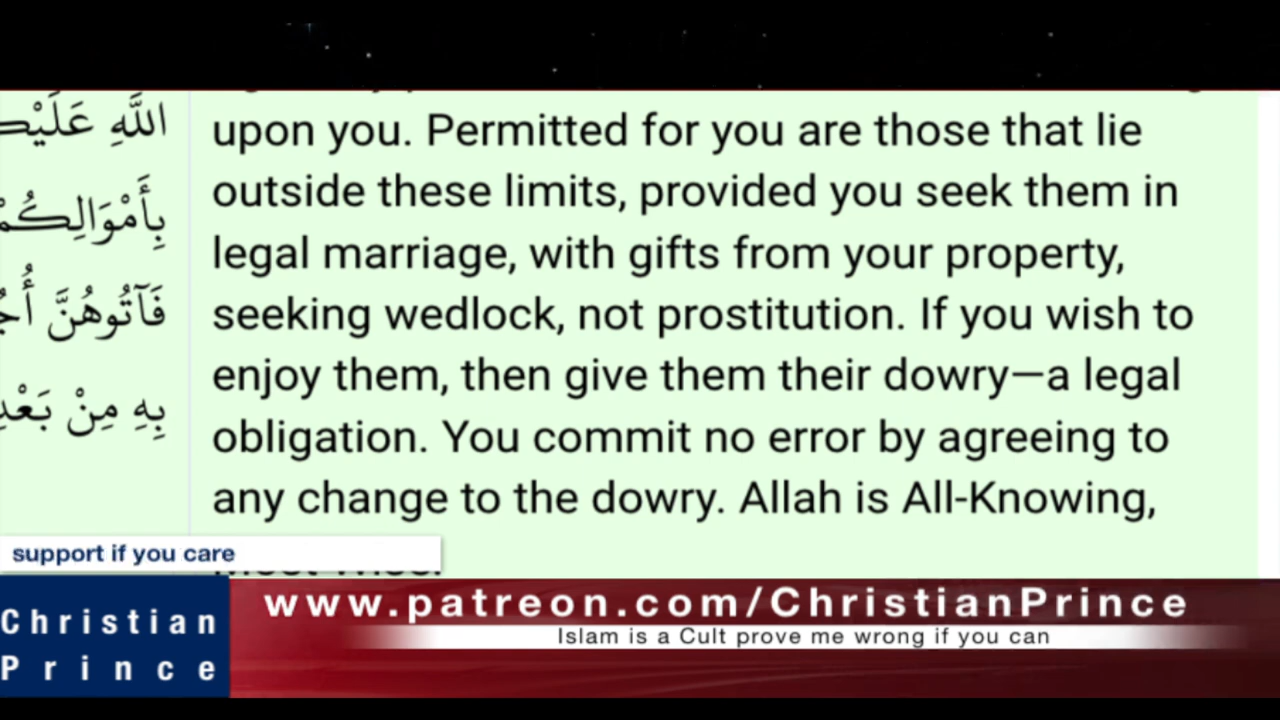 اللَّهِ عَلَيْكـ
بِأَمْوَالِكُمْ
فَآتُوهُنَّ أُجُـ
بِهِ مِنْ بَعْدِ
upon you. Permitted for you are those that lie
outside these limits, provided you seek them in
legal marriage, with gifts from your property,
seeking wedlock, not prostitution. If you wish to
enjoy them, then give them their dowry—a legal
obligation. You commit no error by agreeing to
any change to the dowry. Allah is All-Knowing,
support if you care
Christian
Prince
www.patreon.com/ChristianPrince
Islam is a Cult prove me wrong if you can